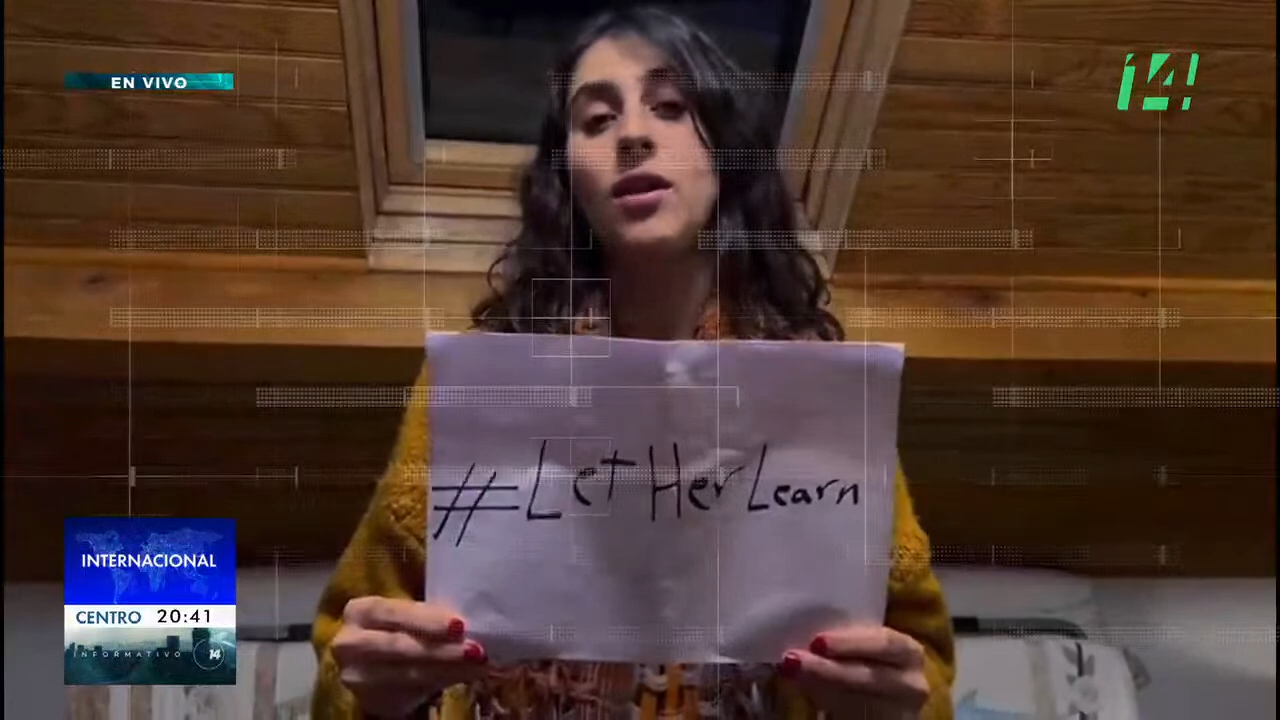 EN VIVO
14!
#LetHerLearn
INTERNACIONAL
CENTRO 20:41
INFORMATIVO 14